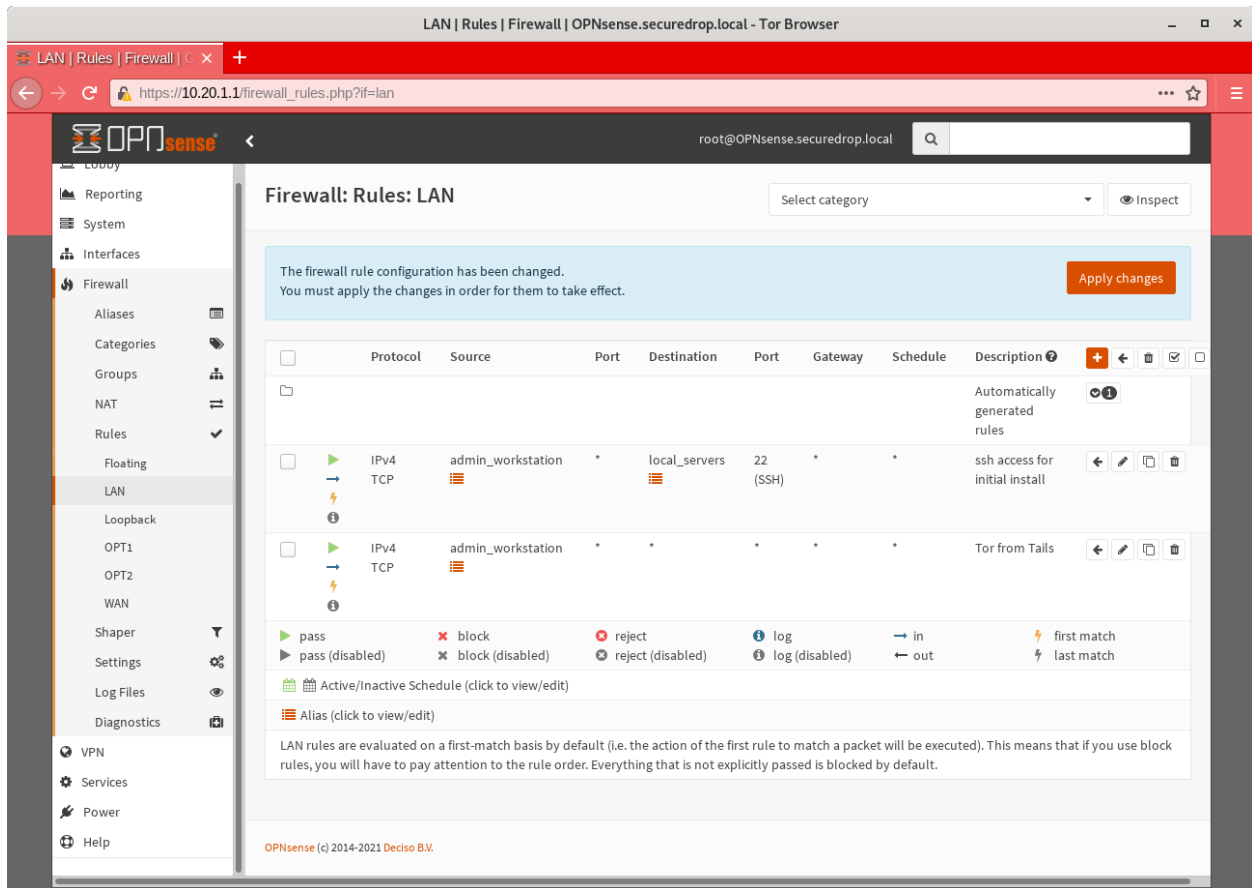 LAN | Rules | Firewall | OPNsense.securedrop.local - Tor Browser
LAN | Rules | Firewall | O
https://10.20.1.1/firewall_rules.php?if=lan
OPNsense
root@OPNsense.securedrop.local
Lobby
Reporting
System
Interfaces
Firewall
Aliases
Categories
Groups
NAT
Rules
Floating
LAN
Loopback
OPT1
OPT2
WAN
Shaper
Settings
Log Files
Diagnostics
VPN
Services
Power
Help
Firewall: Rules: LAN
Select category
Inspect
The firewall rule configuration has been changed.
You must apply the changes in order for them to take effect.
Apply changes
Protocol Source Port Destination Port Gateway Schedule Description
Automatically
generated
rules
1
IPv4 admin_workstation * local_servers 22 * * ssh access for
TCP (SSH) initial install
IPv4 admin_workstation * * * * * Tor from Tails
TCP
pass block reject log in first match
pass (disabled) block (disabled) reject (disabled) log (disabled) out last match
Active/Inactive Schedule (click to view/edit)
Alias (click to view/edit)
LAN rules are evaluated on a first-match basis by default (i.e. the action of the first rule to match a packet will be executed). This means that if you use block
rules, you will have to pay attention to the rule order. Everything that is not explicitly passed is blocked by default.
OPNsense (c) 2014-2021 Deciso B.V.